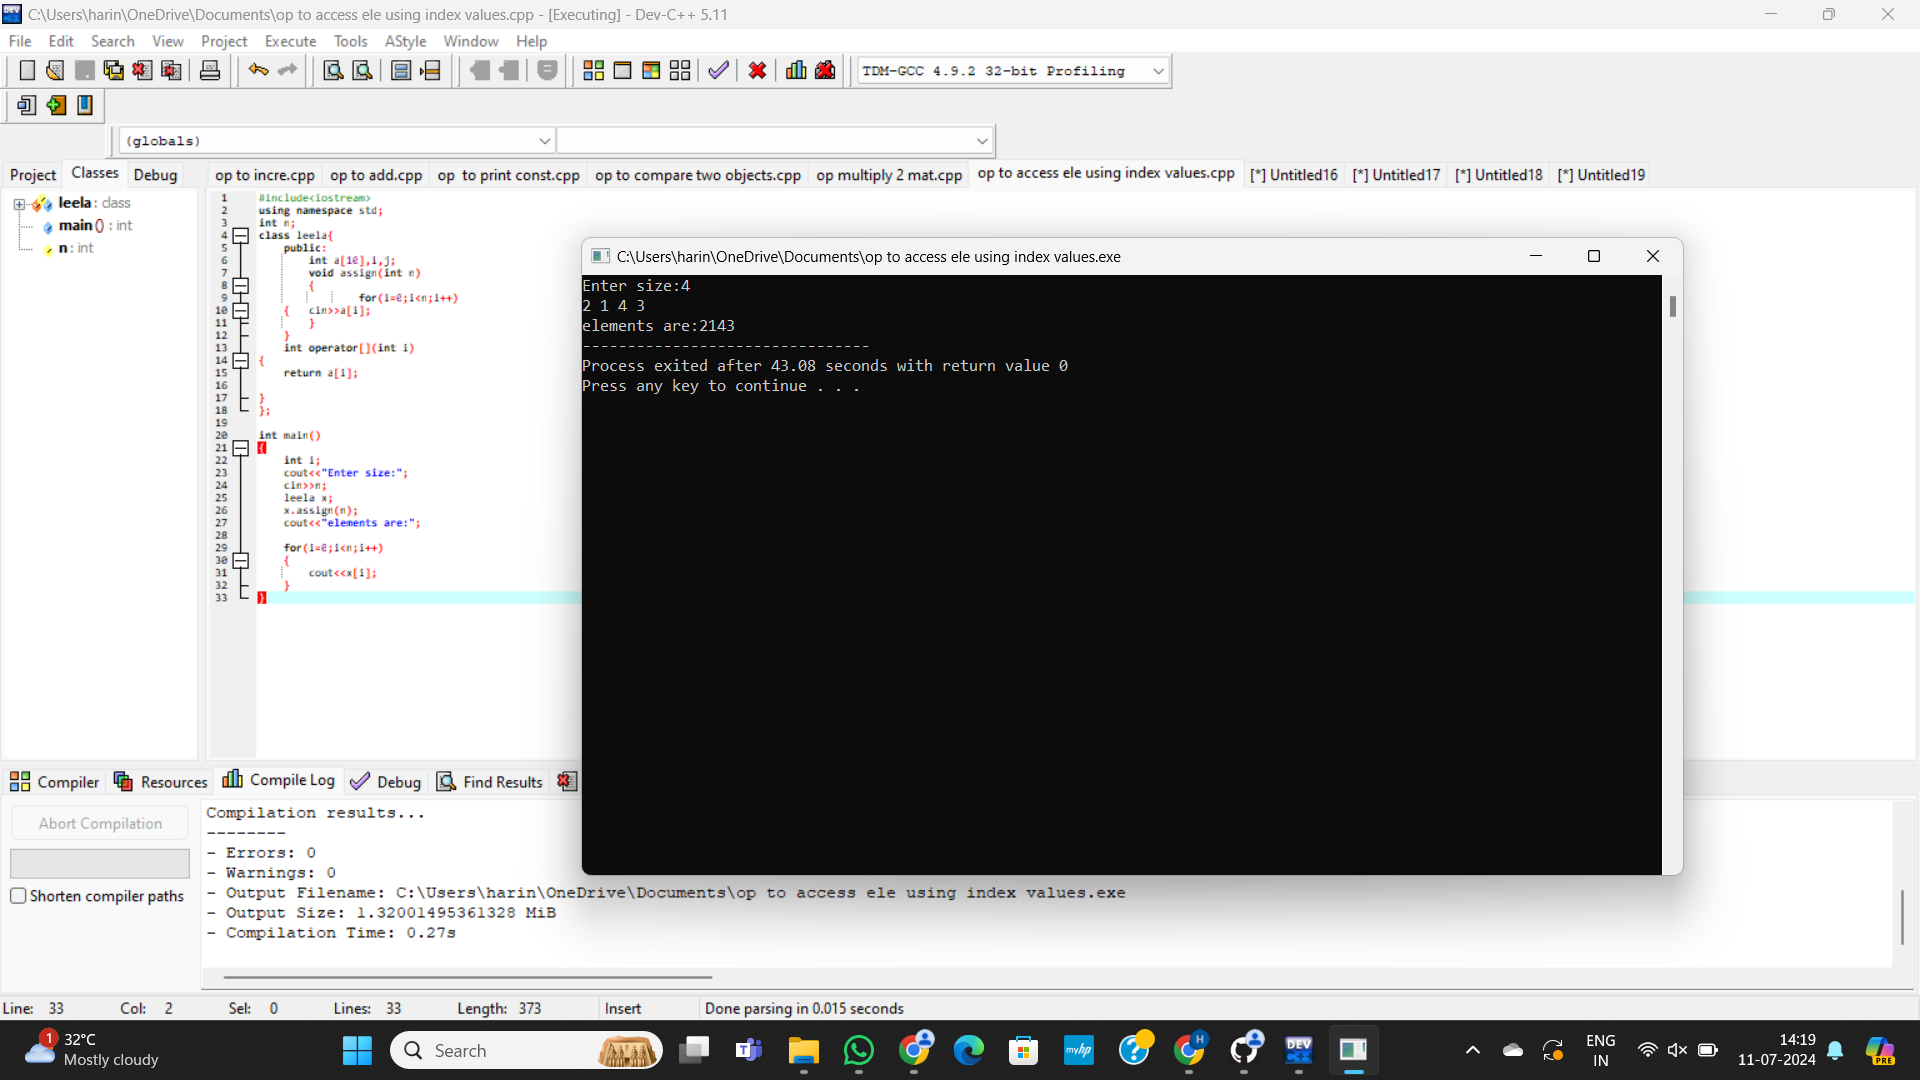 C:\Users\harin\OneDrive\Documents\op to access ele using index values.cpp - [Executing] - Dev-C++ 5.11
File Edit Search View Project Execute Tools AStyle Window Help
TDM-GCC 4.9.2 32-bit Profiling
(globals)
Project Classes Debug
op to incre.cpp op to add.cpp op to print const.cpp op to compare two objects.cpp op multiply 2 mat.cpp op to access ele using index values.cpp [*] Untitled16 [*] Untitled17 [*] Untitled18 [*] Untitled19
leela : class
main () : int
n : int
1 #include<iostream>
2 using namespace std;
3 int n;
4 class leela{
5 public:
6 int a[10],i,j;
7 void assign(int n)
8 {
9 for(i=0;i<n;i++)
10 { cin>>a[i];
11 }
12 }
13 int operator[](int i)
14 {
15 return a[i];
16
17 }
18 };
19
20 int main()
21 {
22 int i;
23 cout<<"Enter size:";
24 cin>>n;
25 leela x;
26 x.assign(n);
27 cout<<"elements are:";
28
29 for(i=0;i<n;i++)
30 {
31 cout<<x[i];
32 }
33 }
C:\Users\harin\OneDrive\Documents\op to access ele using index values.exe
Enter size:4
2 1 4 3
elements are:2143
--------------------------------
Process exited after 43.08 seconds with return value 0
Press any key to continue . . .
Compiler Resources Compile Log Debug Find Results
Abort Compilation
Shorten compiler paths
Compilation results...
--------
- Errors: 0
- Warnings: 0
- Output Filename: C:\Users\harin\OneDrive\Documents\op to access ele using index values.exe
- Output Size: 1.32001495361328 MiB
- Compilation Time: 0.27s
Line: 33 Col: 2 Sel: 0 Lines: 33 Length: 373 Insert Done parsing in 0.015 seconds
1
32°C
Mostly cloudy
Search
myhp
H
DEV
ENG
IN
14:19
11-07-2024
PRE